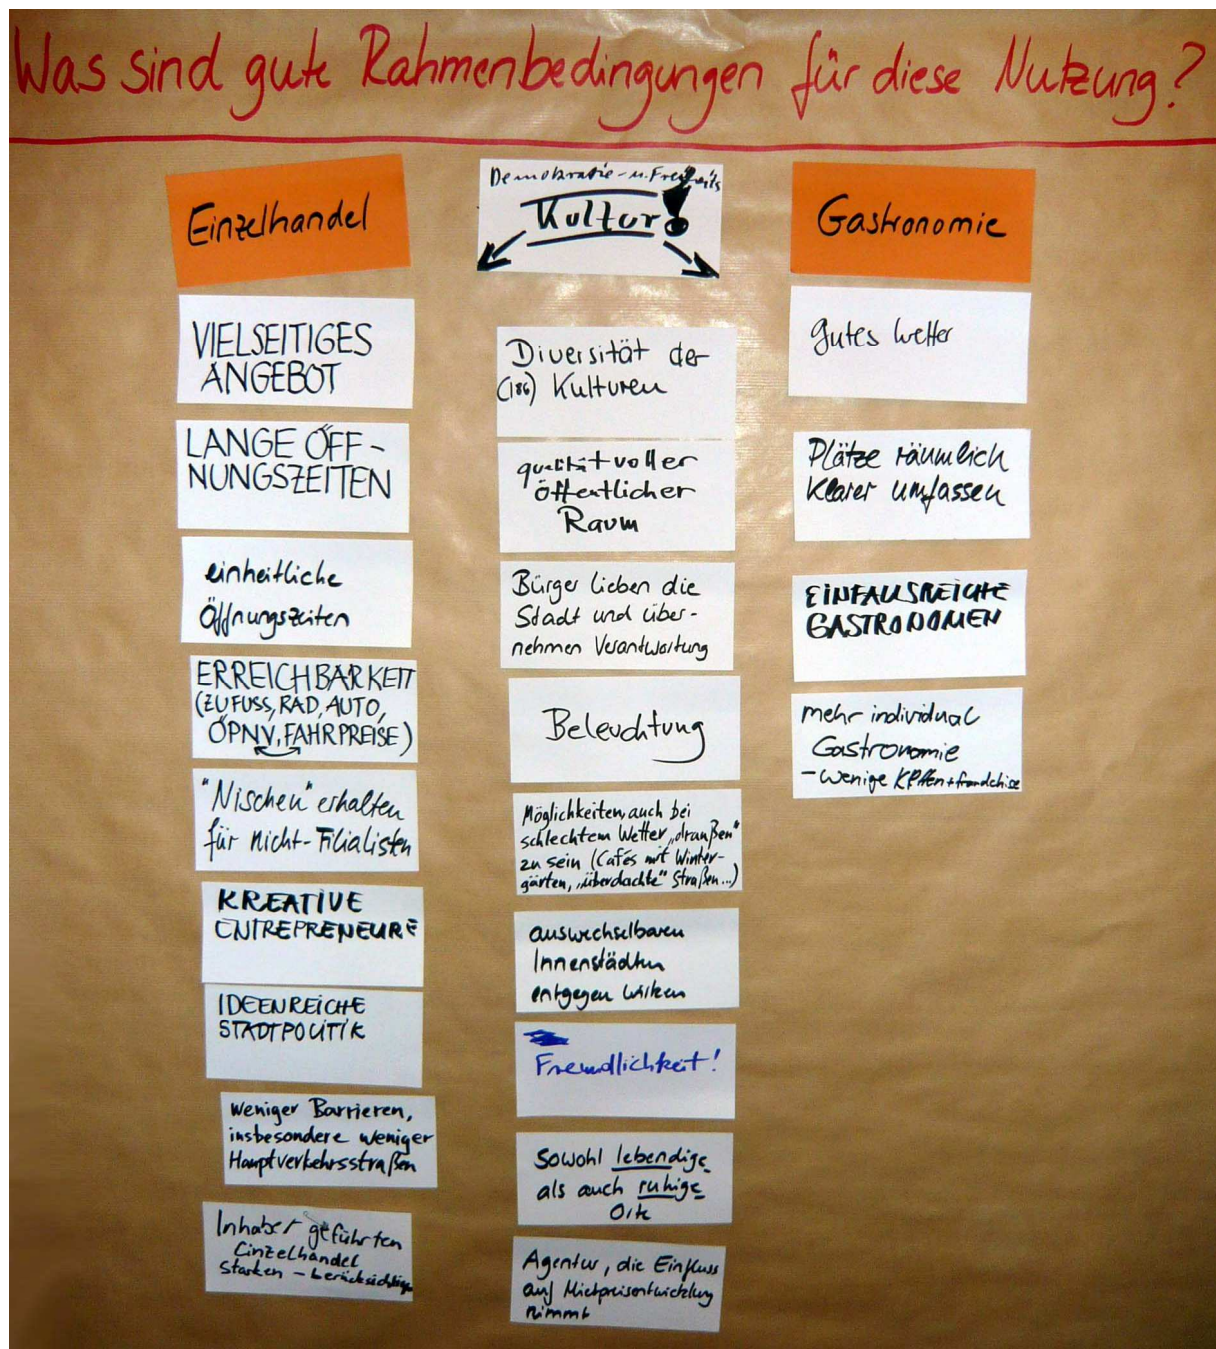 Was sind gute Rahmenbedingungen für diese Nutzung?
Einzelhandel
VIELSEITIGES
ANGEBOT
LANGE ÖFF-
NUNGSZEITEN
einheitliche
Öffnungszeiten
ERREICHBARKEIT
(ZU FUSS, RAD, AUTO,
ÖPNV, FAHRPREISE)
"Nischen" erhalten
für nicht-Filialisten
KREATIVE
ENTREPRENEURE
IDEENREICHE
STADTPOLITIK
weniger Barrieren,
insbesondere weniger
Hauptverkehrsstraßen
Inhaber geführten
Einzelhandel
Stärken - berücksichtigen
Demokratie- u. Freiheits
Kultur!
Diversität der
(186) Kulturen
qualitätvoller
öffentlicher
Raum
Bürger lieben die
Stadt und über-
nehmen Verantwortung
Beleuchtung
Möglichkeiten, auch bei
schlechtem Wetter „draußen"
zu sein (Cafés mit Winter-
gärten, „überdachte" Straßen...)
auswechselbaren
Innenstädten
entgegen wirken
Freundlichkeit!
Sowohl lebendige
als auch ruhige
Orte
Agentur, die Einfluss
auf Mietpreisentwicklung
nimmt
Gastronomie
gutes Wetter
Plätze räumlich
klarer umfassen
EINFALLSREICHE
GASTRONOMEN
mehr individual
Gastronomie
- wenige Ketten + franchise